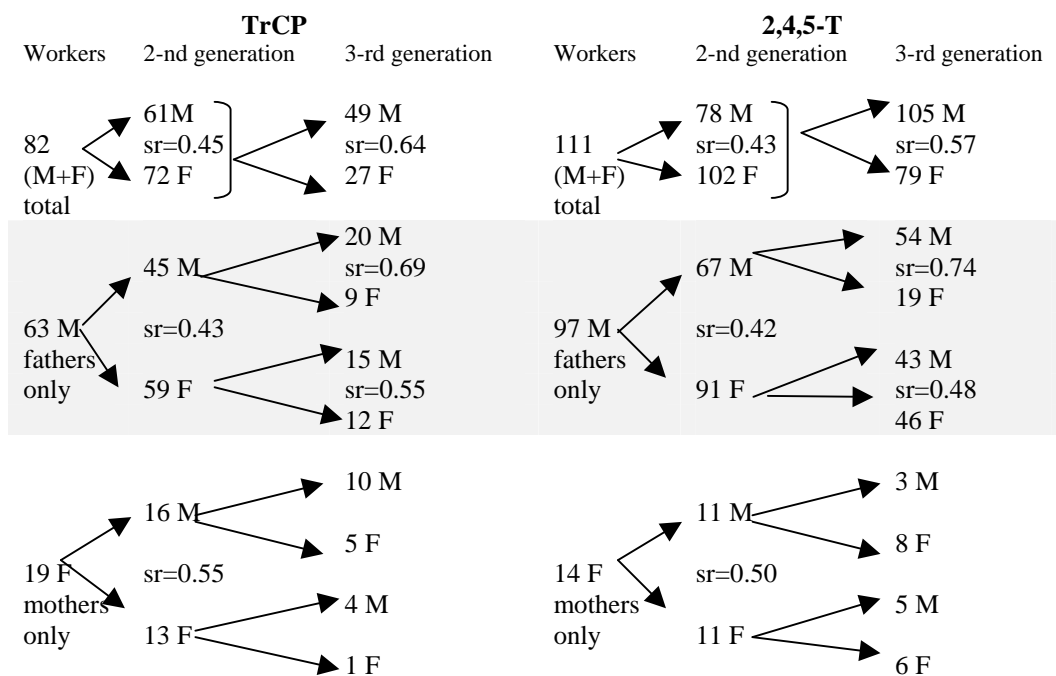 TrCP 2,4,5-T
Workers 2-nd generation 3-rd generation Workers 2-nd generation 3-rd generation
61M 49 M 78 M 105 M
82 sr=0.45 sr=0.64 111 sr=0.43 sr=0.57
(M+F) 72 F 27 F (M+F) 102 F 79 F
total total
20 M 54 M
45 M sr=0.69 67 M sr=0.74
9 F 19 F
63 M sr=0.43 97 M sr=0.42
fathers 15 M fathers 43 M
only 59 F sr=0.55 only 91 F sr=0.48
12 F 46 F
10 M 3 M
16 M 11 M
5 F 8 F
19 F sr=0.55 14 F sr=0.50
mothers 4 M mothers 5 M
only 13 F only 11 F
1 F 6 F